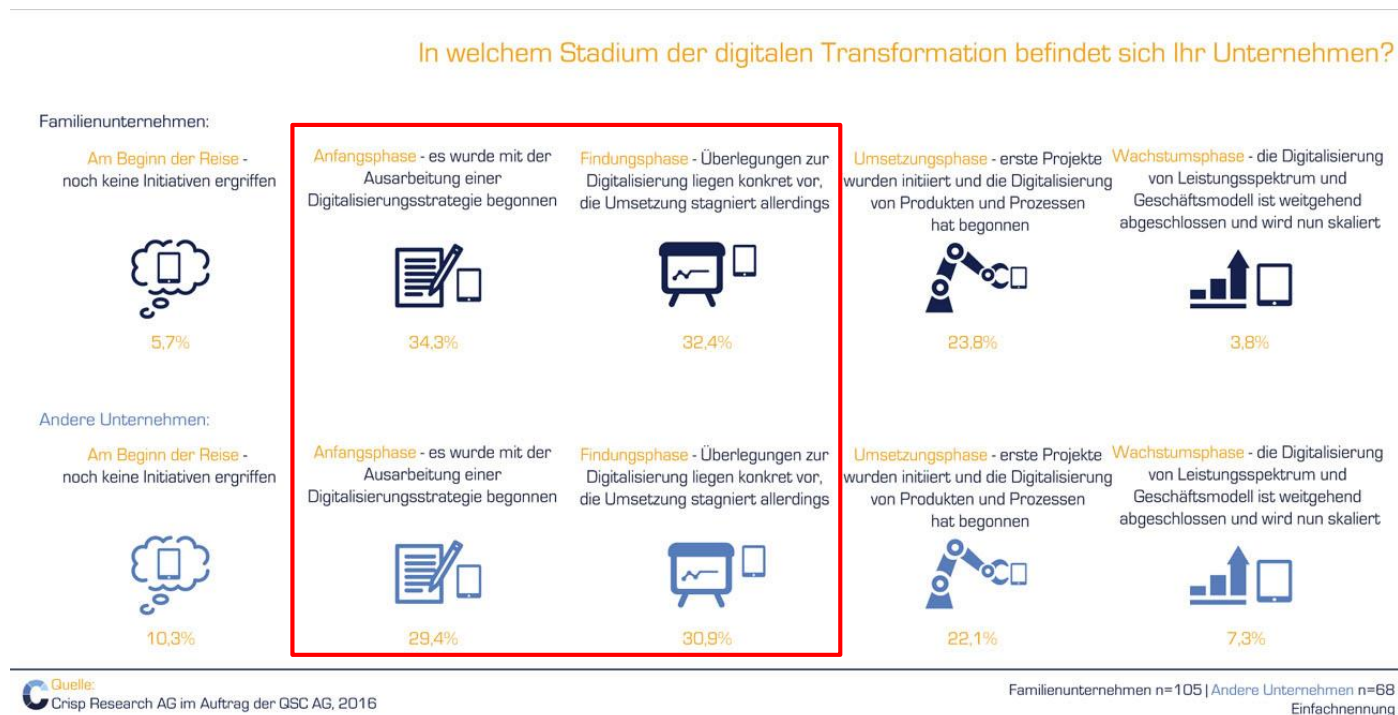 In welchem Stadium der digitalen Transformation befindet sich Ihr Unternehmen?
Familienunternehmen:
Am Beginn der Reise -
noch keine Initiativen ergriffen
5,7%
Anfangsphase - es wurde mit der
Ausarbeitung einer
Digitalisierungsstrategie begonnen
34,3%
Findungsphase - Überlegungen zur
Digitalisierung liegen konkret vor,
die Umsetzung stagniert allerdings
32,4%
Umsetzungsphase - erste Projekte
wurden initiiert und die Digitalisierung
von Produkten und Prozessen
hat begonnen
23,8%
Wachstumsphase - die Digitalisierung
von Leistungsspektrum und
Geschäftsmodell ist weitgehend
abgeschlossen und wird nun skaliert
3,8%
Andere Unternehmen:
Am Beginn der Reise -
noch keine Initiativen ergriffen
10,3%
Anfangsphase - es wurde mit der
Ausarbeitung einer
Digitalisierungsstrategie begonnen
29,4%
Findungsphase - Überlegungen zur
Digitalisierung liegen konkret vor,
die Umsetzung stagniert allerdings
30,9%
Umsetzungsphase - erste Projekte
wurden initiiert und die Digitalisierung
von Produkten und Prozessen
hat begonnen
22,1%
Wachstumsphase - die Digitalisierung
von Leistungsspektrum und
Geschäftsmodell ist weitgehend
abgeschlossen und wird nun skaliert
7,3%
Quelle:
Crisp Research AG im Auftrag der QSC AG, 2016
Familienunternehmen n=105 | Andere Unternehmen n=68
Einfachnennung